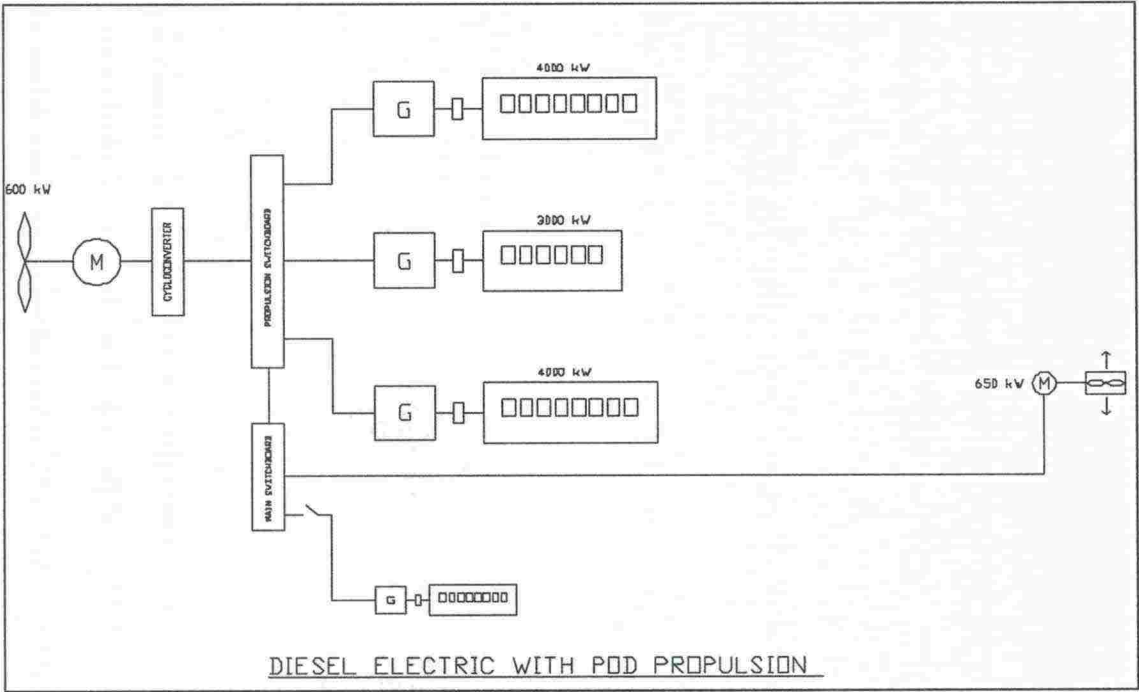 4000 kW
G
600 kW
3000 kW
M
CYCLOCONVERTER
PROPULSION SWITCHBOARD
G
4000 kW
650 kW
M
G
MAIN SWITCHBOARD
G
DIESEL ELECTRIC WITH POD PROPULSION